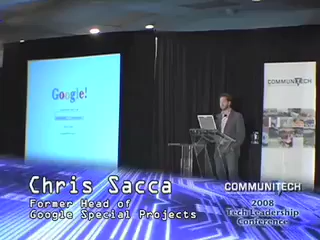 Google!
COMMUNITECH
Chris Sacca
Former Head of
Google Special Projects
COMMUNITECH
2008
Tech Leadership
Conference